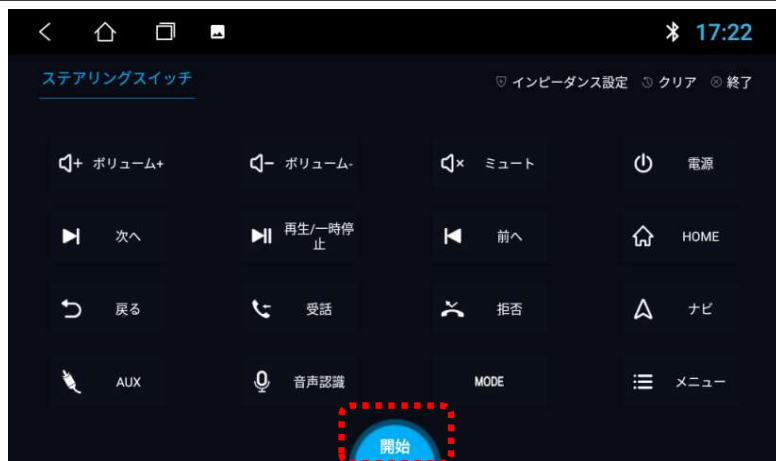 17:22
ステアリングスイッチ
インピーダンス設定 クリア 終了
ボリューム+ ボリューム- ミュート 電源
次へ 再生/一時停
止 前へ HOME
戻る 受話 拒否 ナビ
AUX 音声認識 MODE メニュー
開始